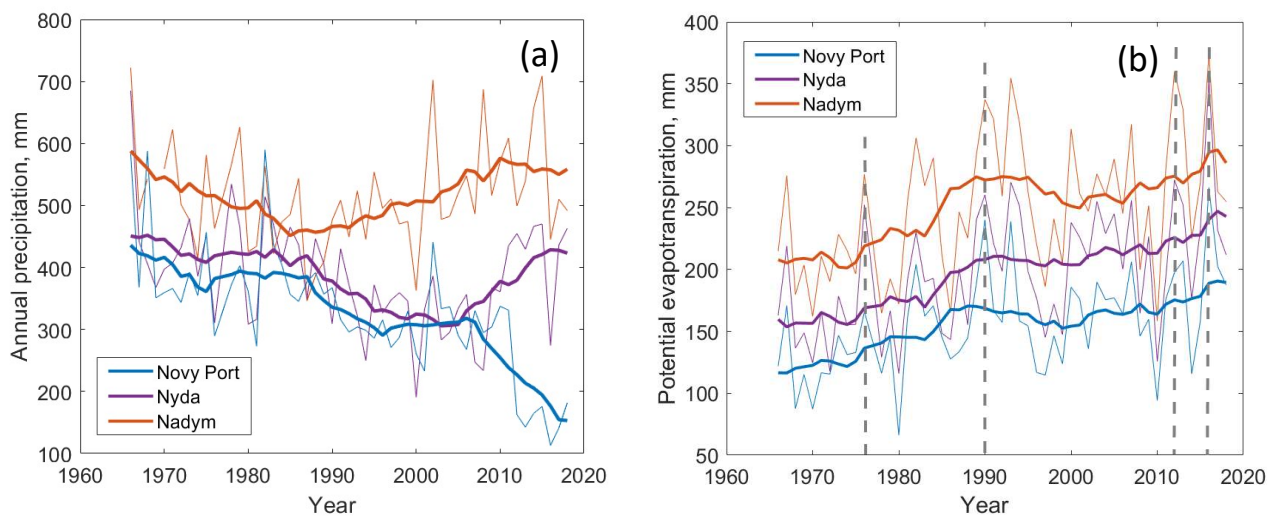 (a)
Annual precipitation, mm
800
700
600
500
400
300
200
100
Novy Port
Nyda
Nadym
1960
1970
1980
1990
2000
2010
2020
Year
(b)
Potential evapotranspiration, mm
400
350
300
250
200
150
100
50
Novy Port
Nyda
Nadym
1960
1970
1980
1990
2000
2010
2020
Year